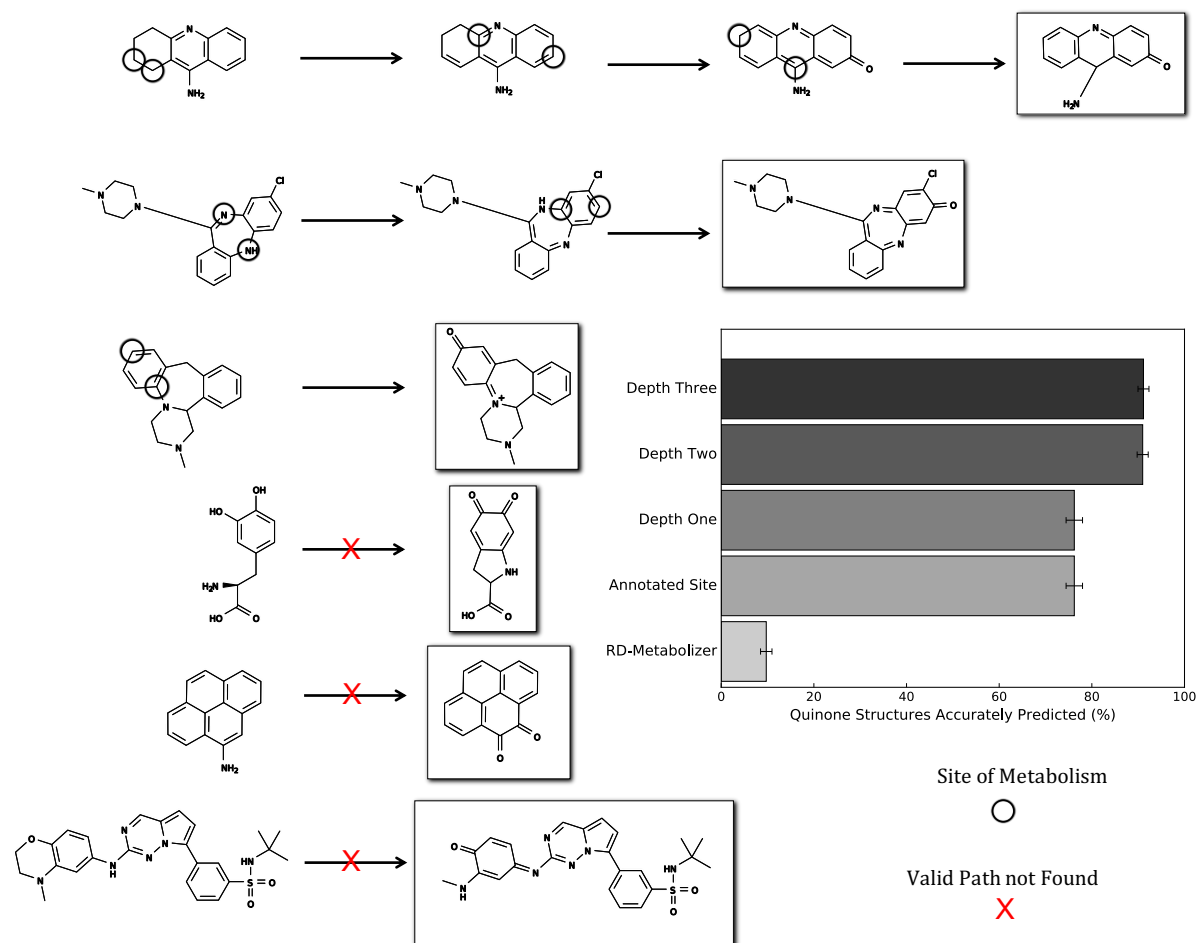 N
NH₂
N
NH₂
N
O
NH₂
N
O
H₂N
N
N
N
NH
Cl
N
N
H
N
N
Cl
N
N
N
N
Cl
O
N
N
O
N⁺
N
OH
HO
H₂N
HO
O
X
O
O
NH
HO
O
NH₂
X
O
O
O
N
N
H
N
N
N
HN
S
O
O
X
O
N
H
N
N
N
N
HN
S
O
O
Depth Three
Depth Two
Depth One
Annotated Site
RD-Metabolizer
0 20 40 60 80 100
Quinone Structures Accurately Predicted (%)
Site of Metabolism
Valid Path not Found
X